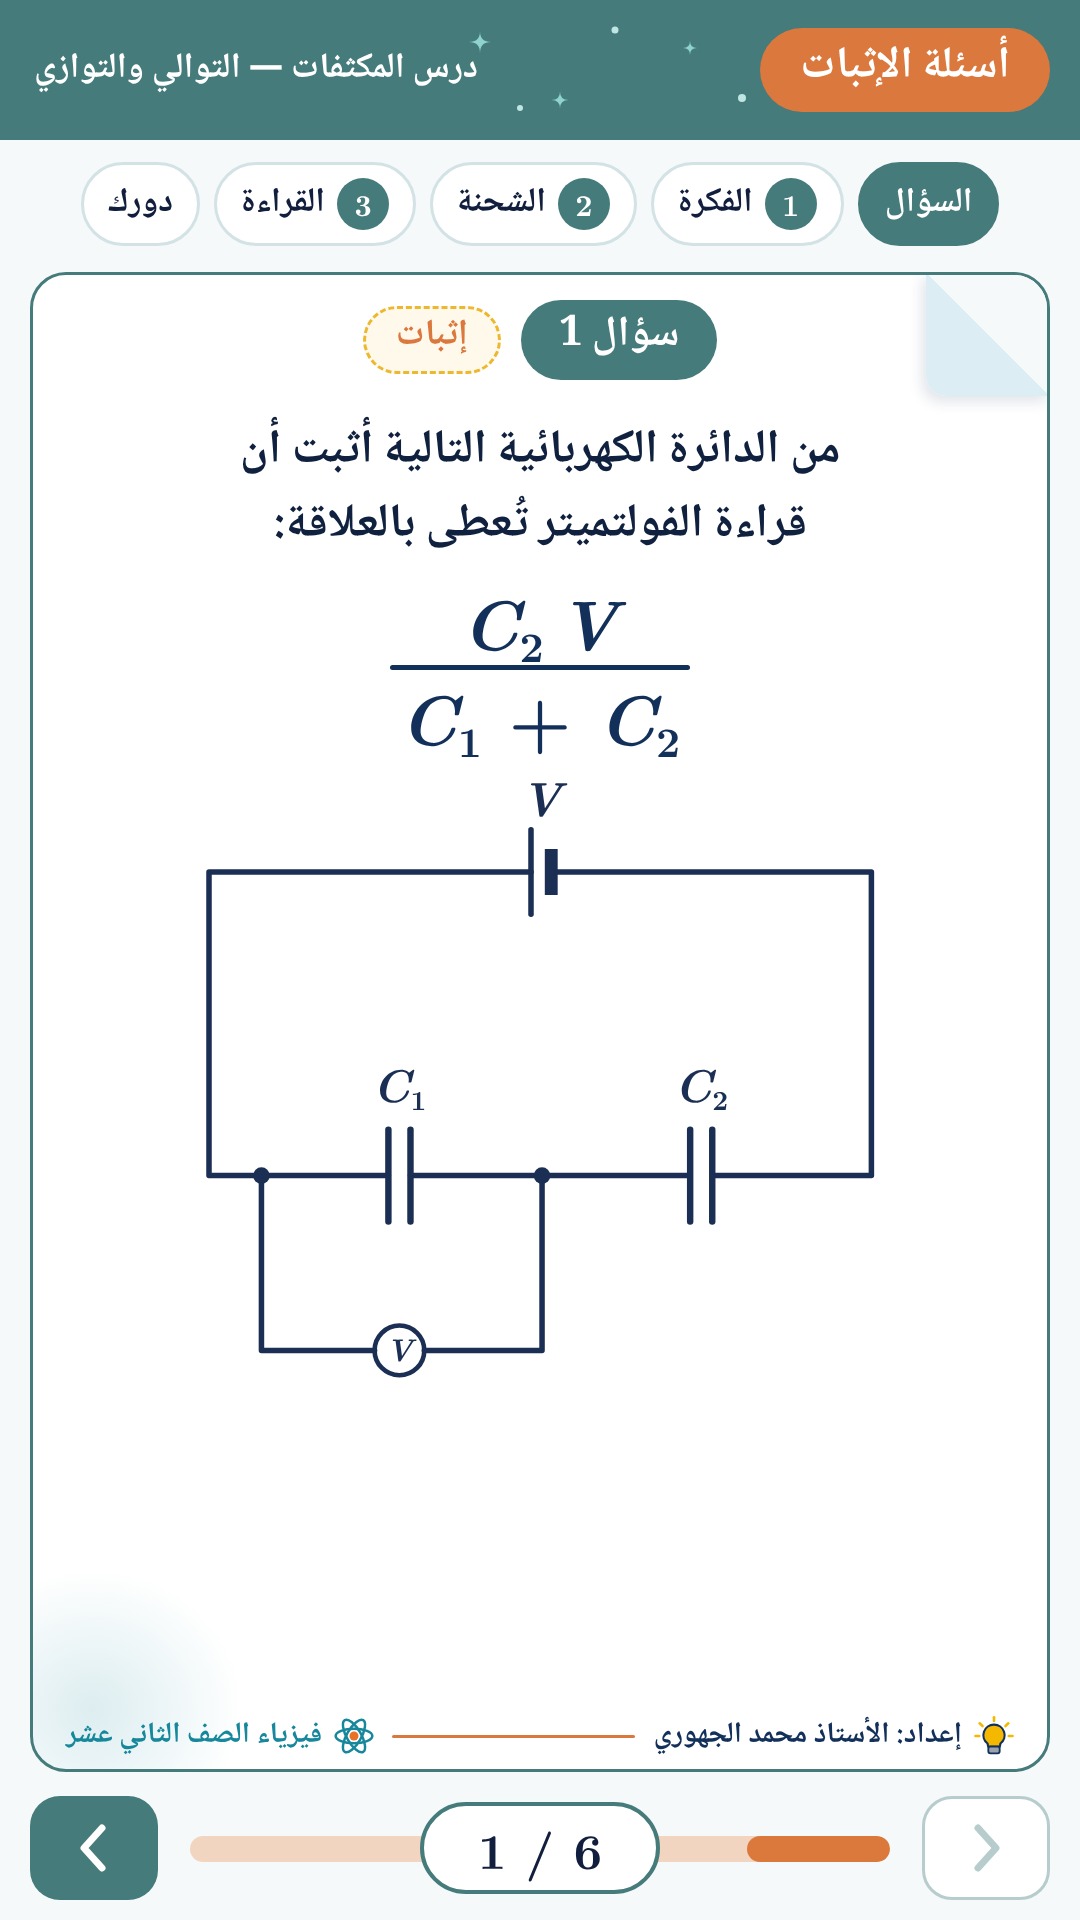 أسئلة الإثبات
درس المكثفات — التوالي والتوازي
السؤال
1 الفكرة
2 الشحنة
3 القراءة
دورك
سؤال 1
إثبات
من الدائرة الكهربائية التالية أثبت أن
قراءة الفولتميتر تُعطى بالعلاقة:
C₂ V
C₁ + C₂
V
C₁
C₂
V
إعداد: الأستاذ محمد الجهوري
فيزياء الصف الثاني عشر
1 / 6